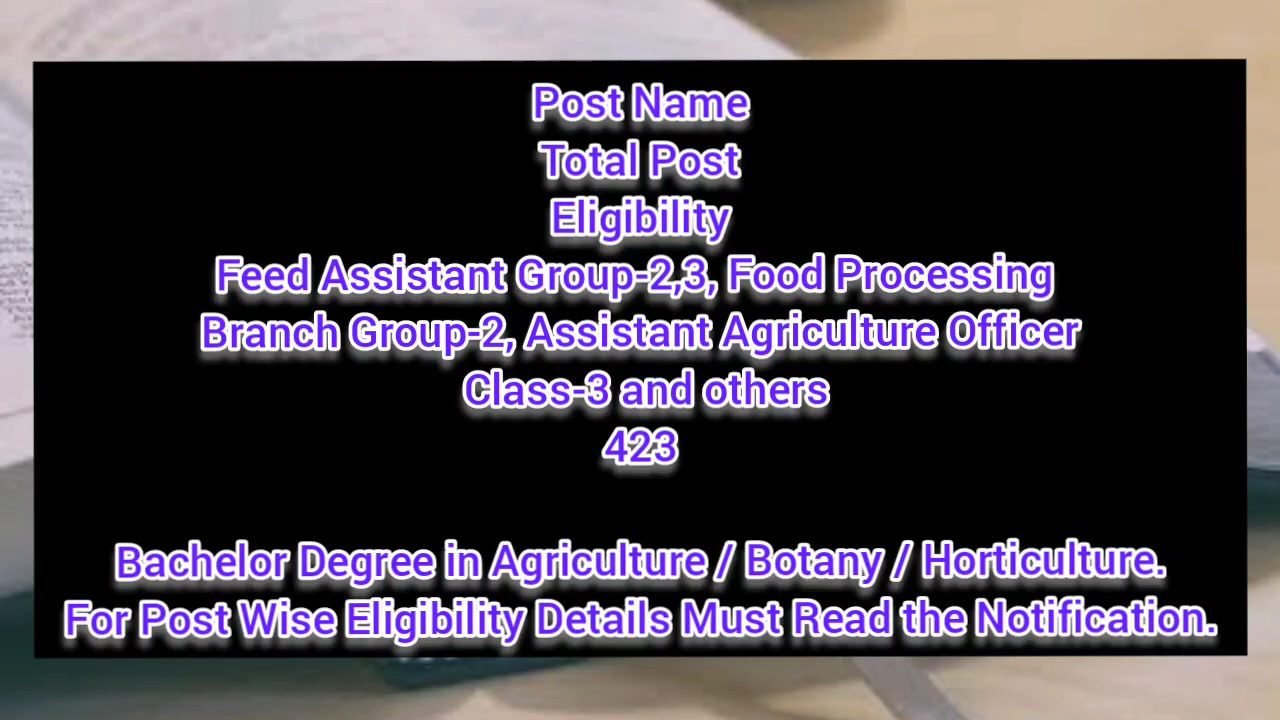 Post Name
Total Post
Eligibility
Feed Assistant Group-2,3, Food Processing
Branch Group-2, Assistant Agriculture Officer
Class-3 and others
423
Bachelor Degree in Agriculture / Botany / Horticulture.
For Post Wise Eligibility Details Must Read the Notification.